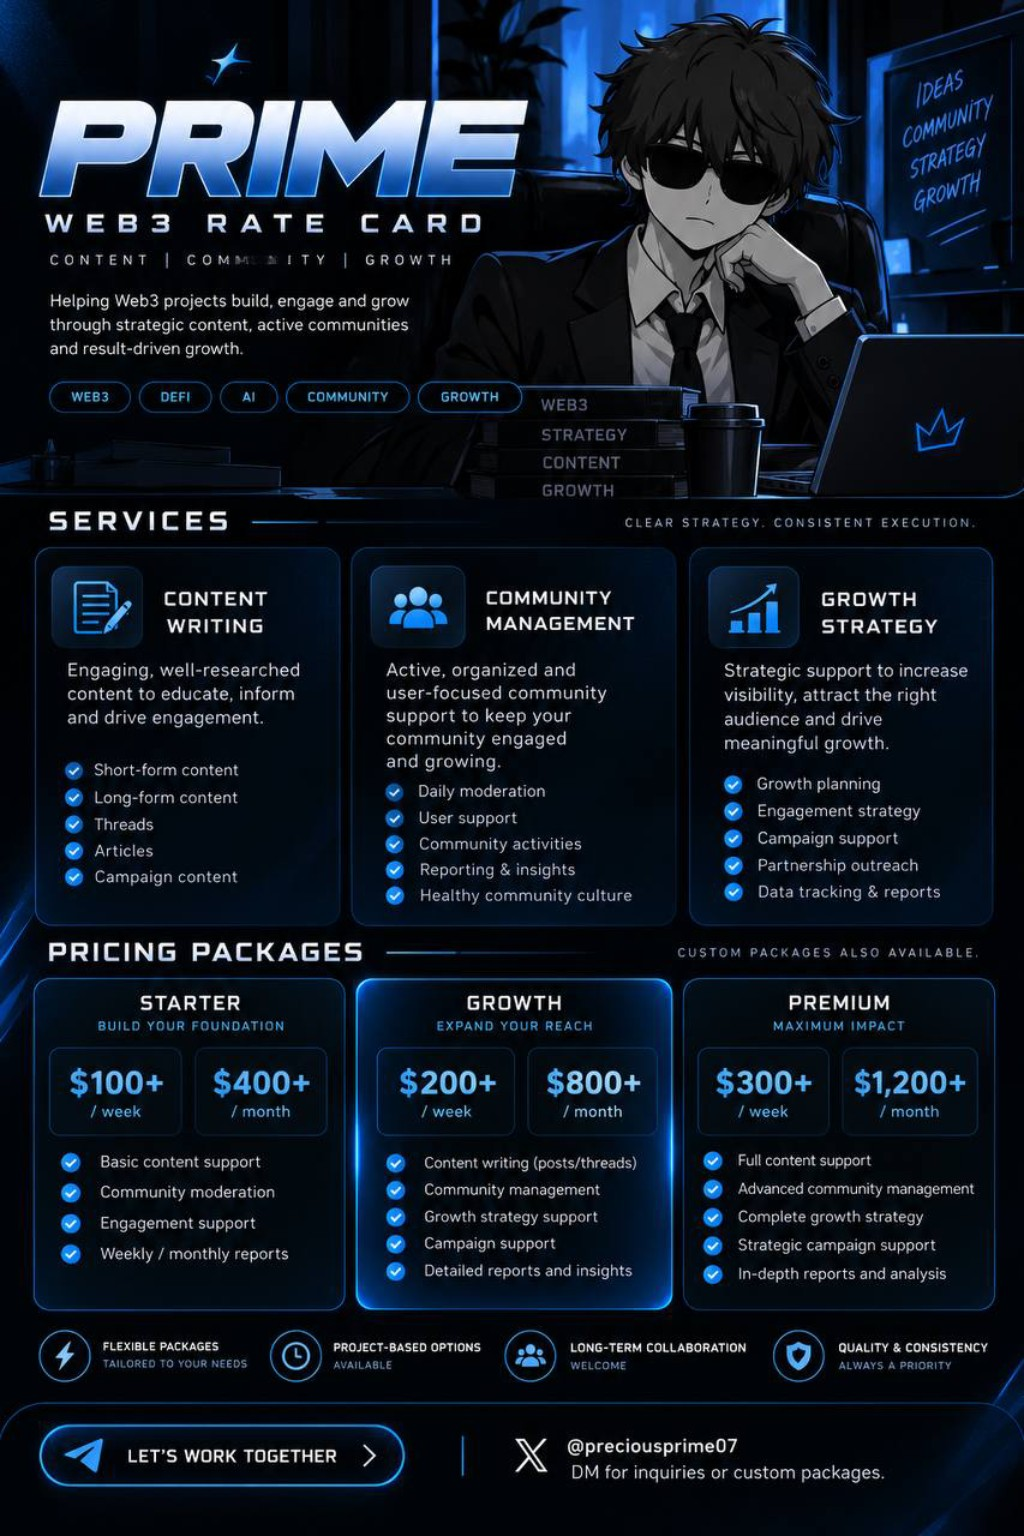 IDEAS
COMMUNITY
STRATEGY
GROWTH
PRIME
WEB3 RATE CARD
CONTENT | COMMUNITY | GROWTH
Helping Web3 projects build, engage and grow
through strategic content, active communities
and result-driven growth.
WEB3 DEFI AI COMMUNITY GROWTH
WEB3
STRATEGY
CONTENT
GROWTH
SERVICES
CLEAR STRATEGY. CONSISTENT EXECUTION.
CONTENT
WRITING
Engaging, well-researched
content to educate, inform
and drive engagement.
Short-form content
Long-form content
Threads
Articles
Campaign content
COMMUNITY
MANAGEMENT
Active, organized and
user-focused community
support to keep your
community engaged
and growing.
Daily moderation
User support
Community activities
Reporting & insights
Healthy community culture
GROWTH
STRATEGY
Strategic support to increase
visibility, attract the right
audience and drive
meaningful growth.
Growth planning
Engagement strategy
Campaign support
Partnership outreach
Data tracking & reports
PRICING PACKAGES
CUSTOM PACKAGES ALSO AVAILABLE.
STARTER
BUILD YOUR FOUNDATION
$100+ $400+
/ week / month
Basic content support
Community moderation
Engagement support
Weekly / monthly reports
GROWTH
EXPAND YOUR REACH
$200+ $800+
/ week / month
Content writing (posts/threads)
Community management
Growth strategy support
Campaign support
Detailed reports and insights
PREMIUM
MAXIMUM IMPACT
$300+ $1,200+
/ week / month
Full content support
Advanced community management
Complete growth strategy
Strategic campaign support
In-depth reports and analysis
FLEXIBLE PACKAGES
TAILORED TO YOUR NEEDS
PROJECT-BASED OPTIONS
AVAILABLE
LONG-TERM COLLABORATION
WELCOME
QUALITY & CONSISTENCY
ALWAYS A PRIORITY
LET'S WORK TOGETHER
@preciousprime07
DM for inquiries or custom packages.